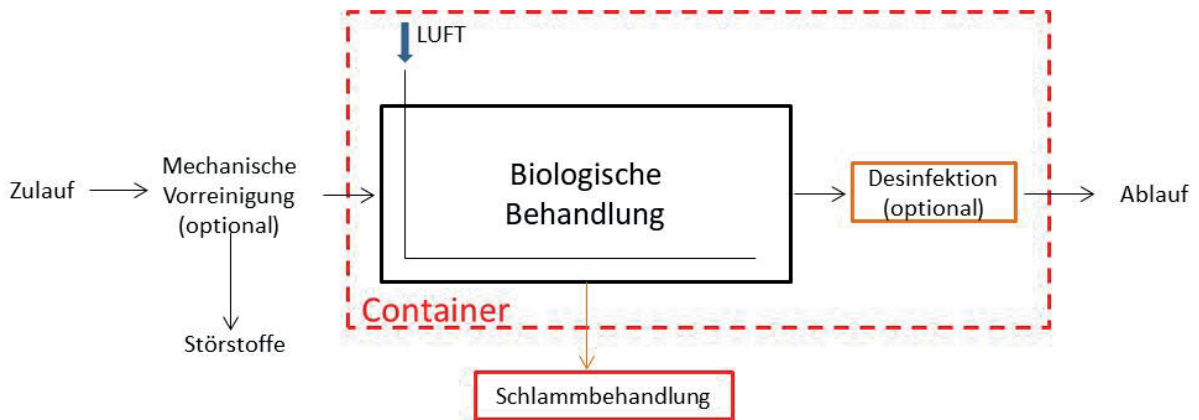 LUFT
Zulauf
Mechanische
Vorreinigung
(optional)
Biologische
Behandlung
Desinfektion
(optional)
Ablauf
Container
Störstoffe
Schlammbehandlung